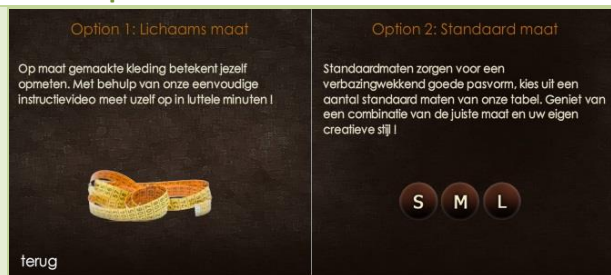 Option 1: Lichaams maat
Op maat gemaakte kleding betekent jezelf
opmeten. Met behulp van onze eenvoudige
instructievideo meet uzelf op in luttele minuten !
terug
Option 2: Standaard maat
Standaardmaten zorgen voor een
verbazingwekkend goede pasvorm, kies uit een
aantal standaard maten van onze tabel. Geniet van
een combinatie van de juiste maat en uw eigen
creatieve stijl !
S M L